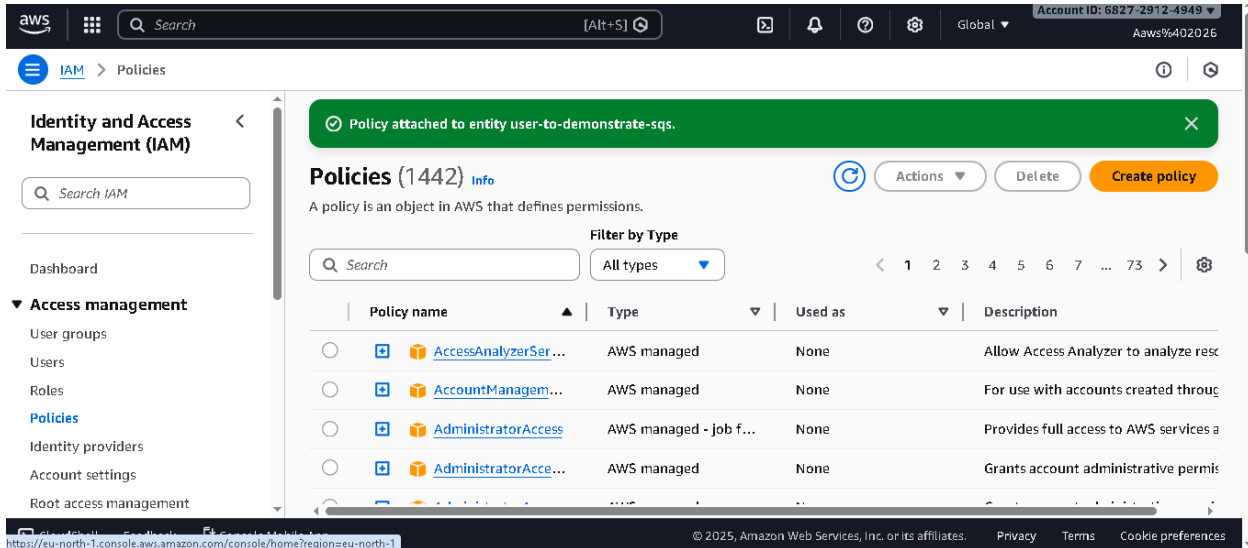 aws
Search [Alt+S] Global Account ID: 6827-2912-4949
Aaws%402026
IAM > Policies
Identity and Access Management (IAM)
Search IAM
Dashboard
Access management
User groups
Users
Roles
Policies
Identity providers
Account settings
Root access management
Policy attached to entity user-to-demonstrate-sqs.
Policies (1442) Info
Actions Delete Create policy
A policy is an object in AWS that defines permissions.
Filter by Type
Search All types
1 2 3 4 5 6 7 ... 73
Policy name Type Used as Description
AccessAnalyzerSer... AWS managed None Allow Access Analyzer to analyze resc
AccountManagem... AWS managed None For use with accounts created throug
AdministratorAccess AWS managed - job f... None Provides full access to AWS services a
AdministratorAcce... AWS managed None Grants account administrative permis
© 2025, Amazon Web Services, Inc. or its affiliates. Privacy Terms Cookie preferences
https://eu-north-1.console.aws.amazon.com/console/home?region=eu-north-1